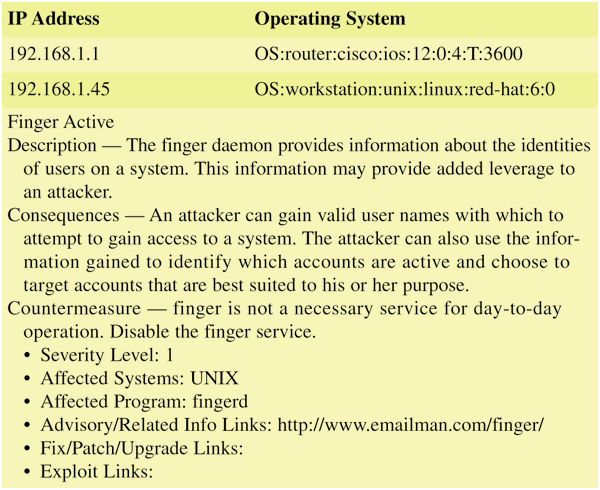 IP Address Operating System
192.168.1.1 OS:router:cisco:ios:12:0:4:T:3600
192.168.1.45 OS:workstation:unix:linux:red-hat:6:0
Finger Active
Description — The finger daemon provides information about the identities
of users on a system. This information may provide added leverage to
an attacker.
Consequences — An attacker can gain valid user names with which to
attempt to gain access to a system. The attacker can also use the infor-
mation gained to identify which accounts are active and choose to
target accounts that are best suited to his or her purpose.
Countermeasure — finger is not a necessary service for day-to-day
operation. Disable the finger service.
• Severity Level: 1
• Affected Systems: UNIX
• Affected Program: fingerd
• Advisory/Related Info Links: http://www.emailman.com/finger/
• Fix/Patch/Upgrade Links:
• Exploit Links: